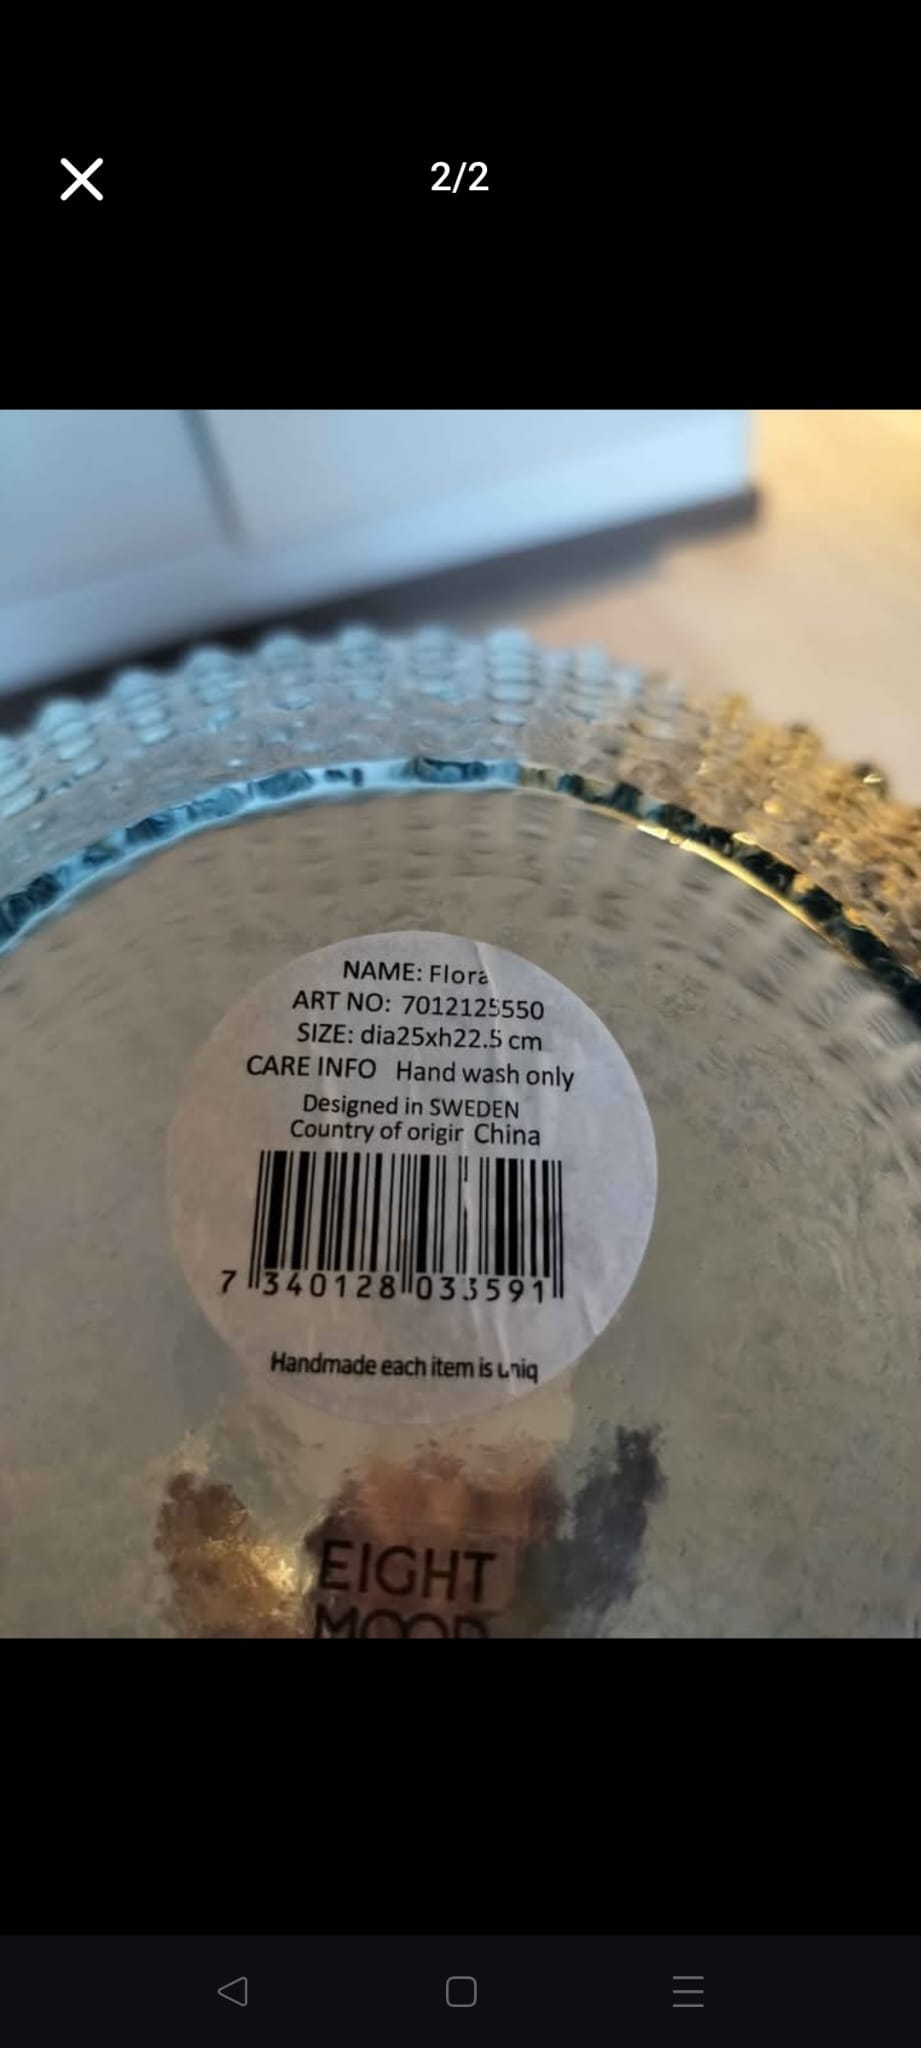 2/2
NAME: Flora
ART NO: 7012125550
SIZE: dia25xh22.5 cm
CARE INFO Hand wash only
Designed in SWEDEN
Country of origir China
7 340128 033591
Handmade each item is uniq
EIGHT
MOOD